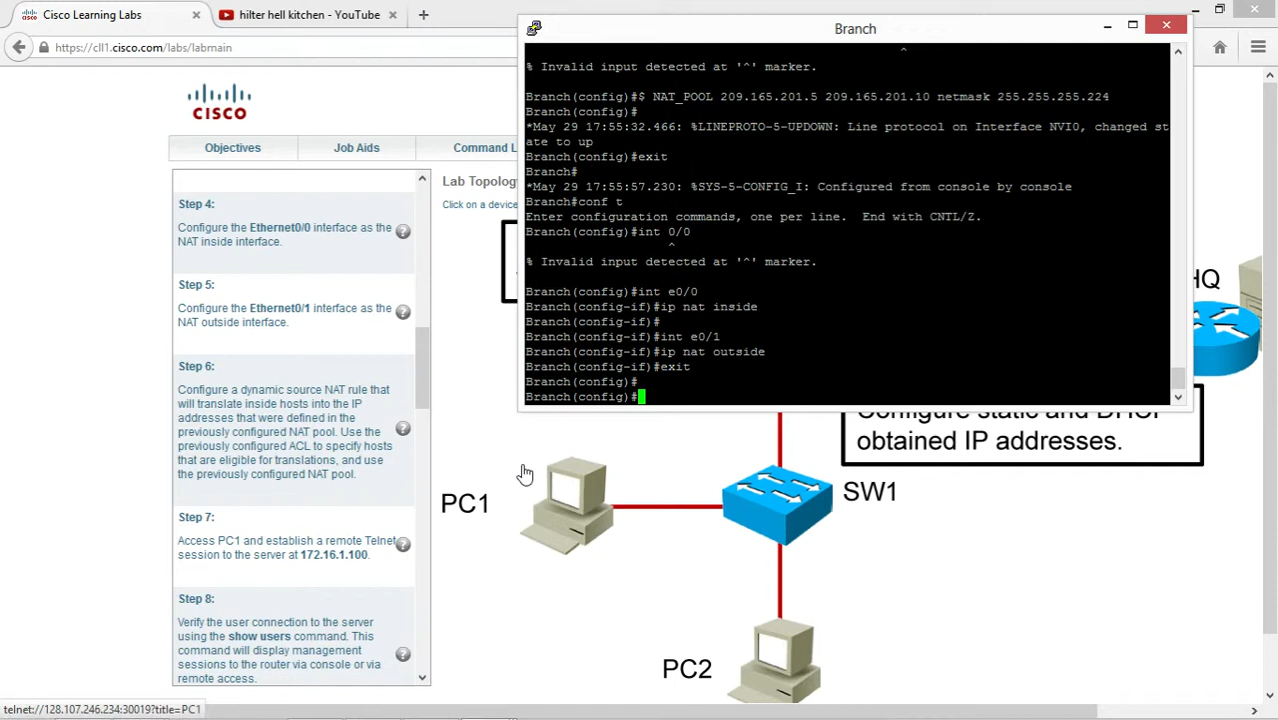 Cisco Learning Labs
hilter hell kitchen - YouTube
https://cll1.cisco.com/labs/labmain
CISCO
Objectives
Job Aids
Command L
Step 4:
Configure the Ethernet0/0 interface as the
NAT inside interface.
Step 5:
Configure the Ethernet0/1 interface as the
NAT outside interface.
Step 6:
Configure a dynamic source NAT rule that
will translate inside hosts into the IP
addresses that were defined in the
previously configured NAT pool. Use the
previously configured ACL to specify hosts
that are eligible for translations, and use
the previously configured NAT pool.
Step 7:
Access PC1 and establish a remote Telnet
session to the server at 172.16.1.100.
Step 8:
Verify the user connection to the server
using the show users command. This
command will display management
sessions to the router via console or via
remote access.
Lab Topolog
Click on a device
Branch
^
% Invalid input detected at '^' marker.
Branch(config)#$ NAT_POOL 209.165.201.5 209.165.201.10 netmask 255.255.255.224
Branch(config)#
*May 29 17:55:32.466: %LINEPROTO-5-UPDOWN: Line protocol on Interface NVI0, changed st
ate to up
Branch(config)#exit
Branch#
*May 29 17:55:57.230: %SYS-5-CONFIG_I: Configured from console by console
Branch#conf t
Enter configuration commands, one per line.  End with CNTL/Z.
Branch(config)#int 0/0
^
% Invalid input detected at '^' marker.
Branch(config)#int e0/0
Branch(config-if)#ip nat inside
Branch(config-if)#
Branch(config-if)#int e0/1
Branch(config-if)#ip nat outside
Branch(config-if)#exit
Branch(config)#
Branch(config)#
HQ
Configure static and DHCP
obtained IP addresses.
PC1
SW1
PC2
telnet://128.107.246.234:30019?title=PC1